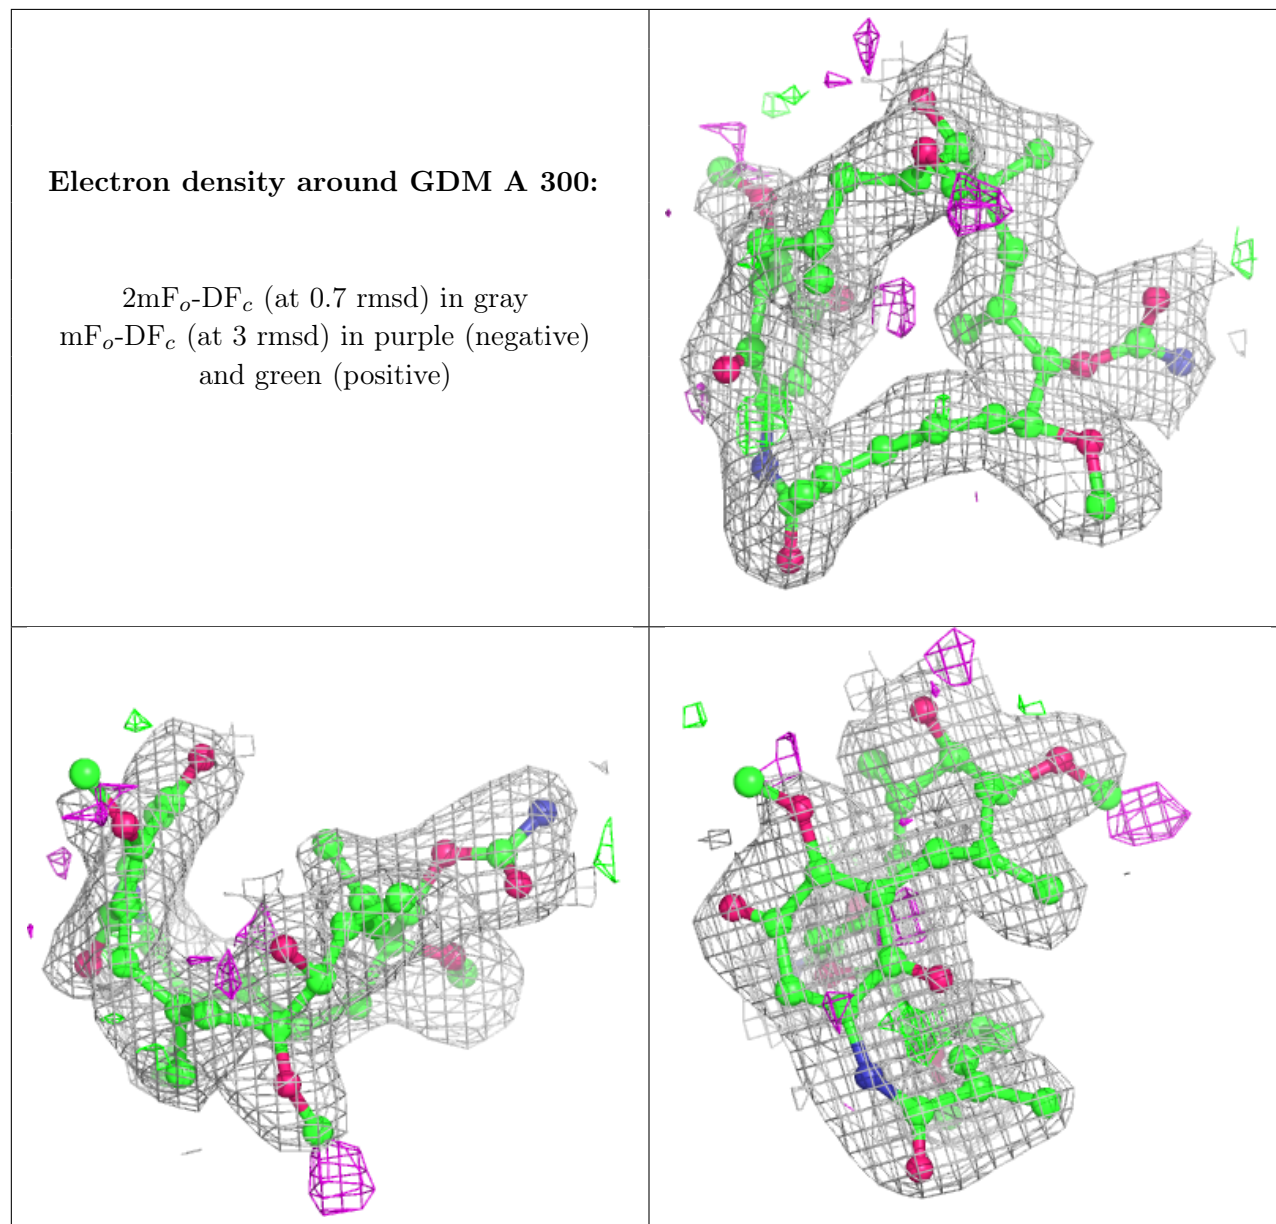 Electron density around GDM A 300:
2mFo-DFc (at 0.7 rmsd) in gray
mFo-DFc (at 3 rmsd) in purple (negative)
and green (positive)